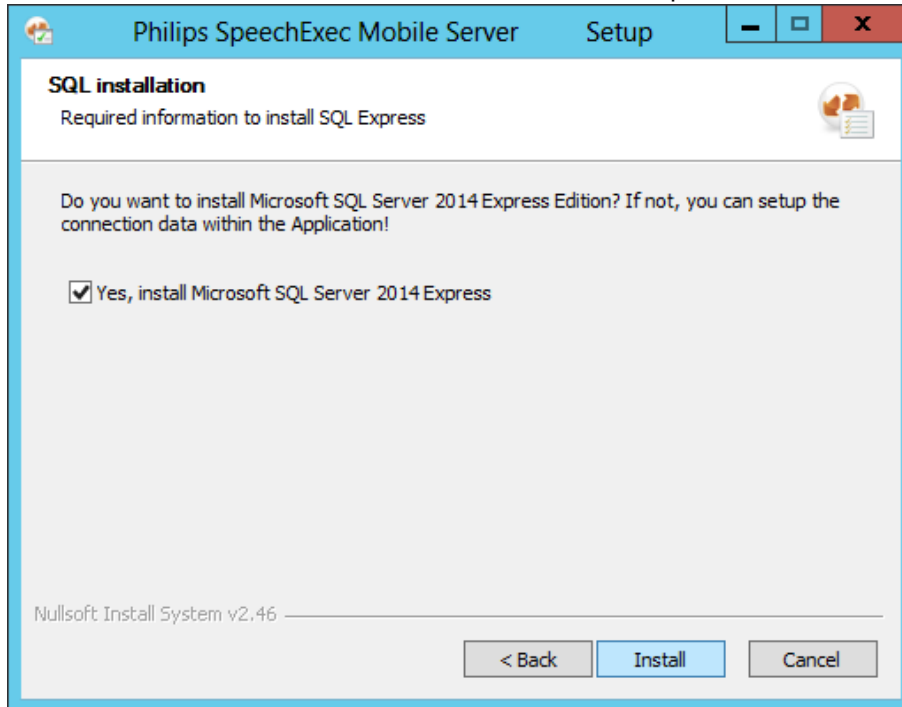 Philips SpeechExec Mobile Server Setup
SQL installation
Required information to install SQL Express
Do you want to install Microsoft SQL Server 2014 Express Edition? If not, you can setup the
connection data within the Application!
Yes, install Microsoft SQL Server 2014 Express
Nullsoft Install System v2.46
< Back Install Cancel